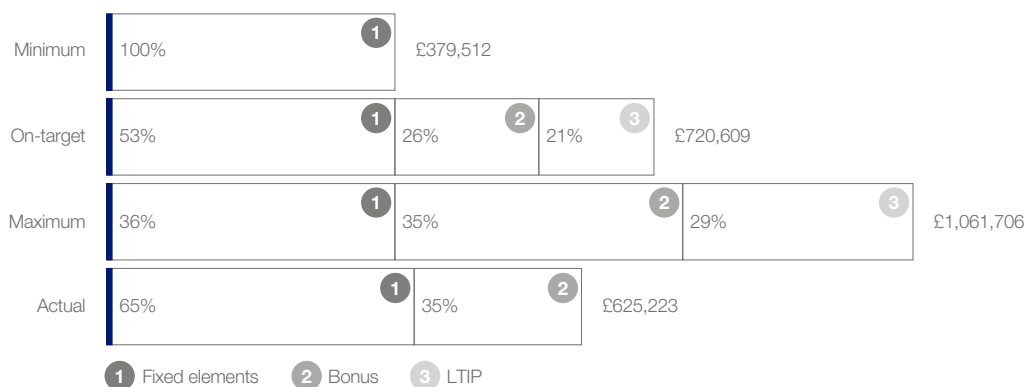 Minimum 100% 1 £379,512
On-target 53% 1 26% 2 21% 3 £720,609
Maximum 36% 1 35% 2 29% 3 £1,061,706
Actual 65% 1 35% 2 £625,223
1 Fixed elements 2 Bonus 3 LTIP